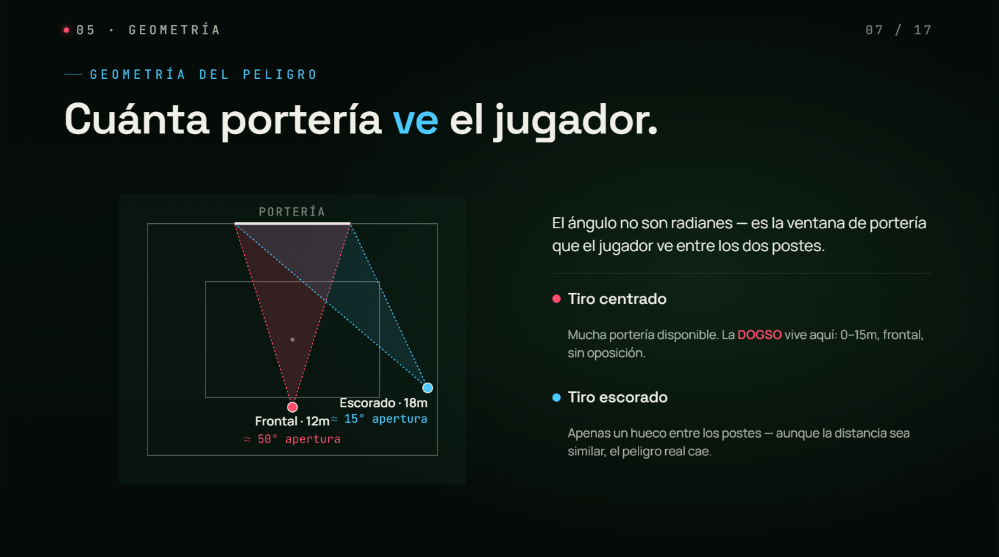 05 · GEOMETRÍA
07 / 17
GEOMETRÍA DEL PELIGRO
Cuánta portería ve el jugador.
PORTERÍA
Escorado · 18m
≈ 15° apertura
Frontal · 12m
≈ 50° apertura
El ángulo no son radianes — es la ventana de portería
que el jugador ve entre los dos postes.
Tiro centrado
Mucha portería disponible. La DOGSO vive aquí: 0–15m, frontal,
sin oposición.
Tiro escorado
Apenas un hueco entre los postes — aunque la distancia sea
similar, el peligro real cae.